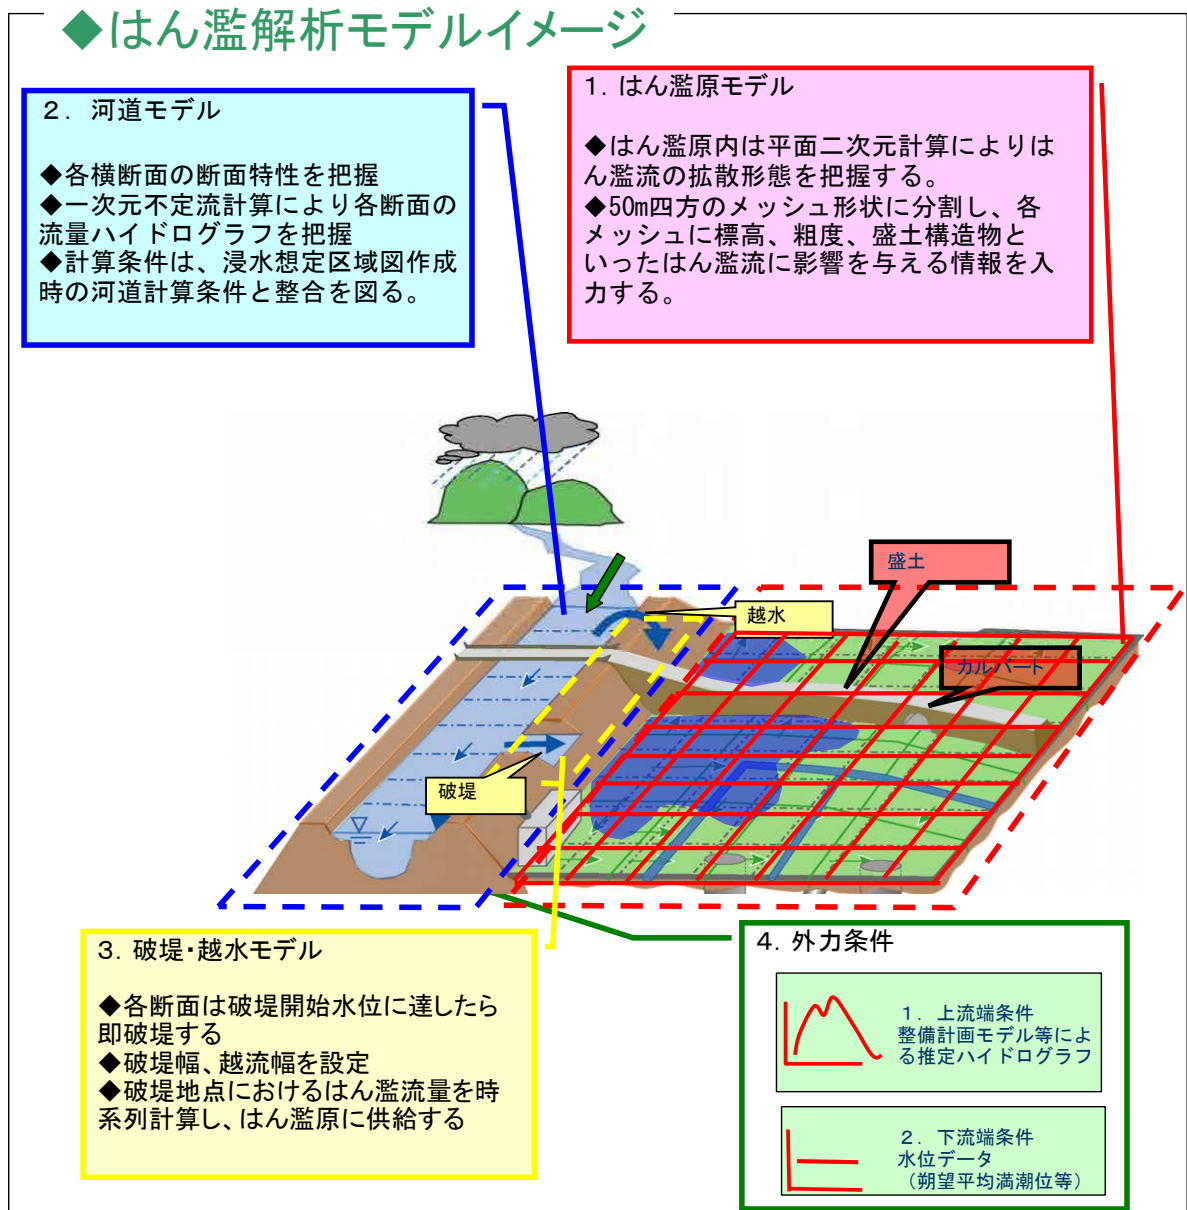 ◆はん濫解析モデルイメージ
1. はん濫原モデル
◆はん濫原内は平面二次元計算によりは
ん濫流の拡散形態を把握する。
◆50m四方のメッシュ形状に分割し、各
メッシュに標高、粗度、盛土構造物と
いったはん濫流に影響を与える情報を入
力する。
2. 河道モデル
◆各横断面の断面特性を把握
◆一次元不定流計算により各断面の
流量ハイドログラフを把握
◆計算条件は、浸水想定区域図作成
時の河道計算条件と整合を図る。
盛土
越水
カルバート
破堤
3. 破堤・越水モデル
◆各断面は破堤開始水位に達したら
即破堤する
◆破堤幅、越流幅を設定
◆破堤地点におけるはん濫流量を時
系列計算し、はん濫原に供給する
4. 外力条件
1. 上流端条件
整備計画モデル等によ
る推定ハイドログラフ
2. 下流端条件
水位データ
(朔望平均満潮位等)